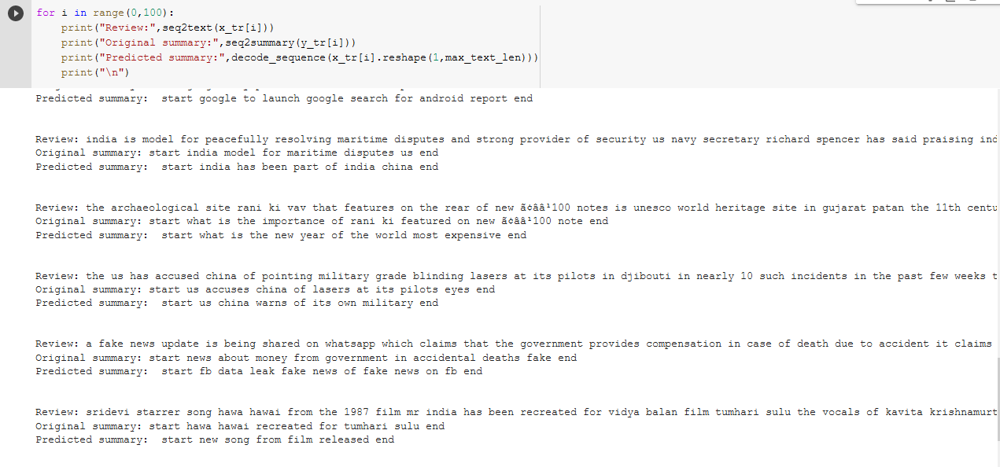 for i in range(0,100):
    print("Review:",seq2text(x_tr[i]))
    print("Original summary:",seq2summary(y_tr[i]))
    print("Predicted summary:",decode_sequence(x_tr[i].reshape(1,max_text_len)))
    print("\n")
Predicted summary:  start google to launch google search for android report end
Review: india is model for peacefully resolving maritime disputes and strong provider of security us navy secretary richard spencer has said praising ind
Original summary: start india model for maritime disputes us end
Predicted summary:  start india has been part of india china end
Review: the archaeological site rani ki vav that features on the rear of new ã¢ââ¹100 notes is unesco world heritage site in gujarat patan the 11th centu
Original summary: start what is the importance of rani ki featured on new ã¢ââ¹100 note end
Predicted summary:  start what is the new year of the world most expensive end
Review: the us has accused china of pointing military grade blinding lasers at its pilots in djibouti in nearly 10 such incidents in the past few weeks t
Original summary: start us accuses china of lasers at its pilots eyes end
Predicted summary:  start us china warns of its own military end
Review: a fake news update is being shared on whatsapp which claims that the government provides compensation in case of death due to accident it claims
Original summary: start news about money from government in accidental deaths fake end
Predicted summary:  start fb data leak fake news of fake news on fb end
Review: sridevi starrer song hawa hawai from the 1987 film mr india has been recreated for vidya balan film tumhari sulu the vocals of kavita krishnamurt
Original summary: start hawa hawai recreated for tumhari sulu end
Predicted summary:  start new song from film released end